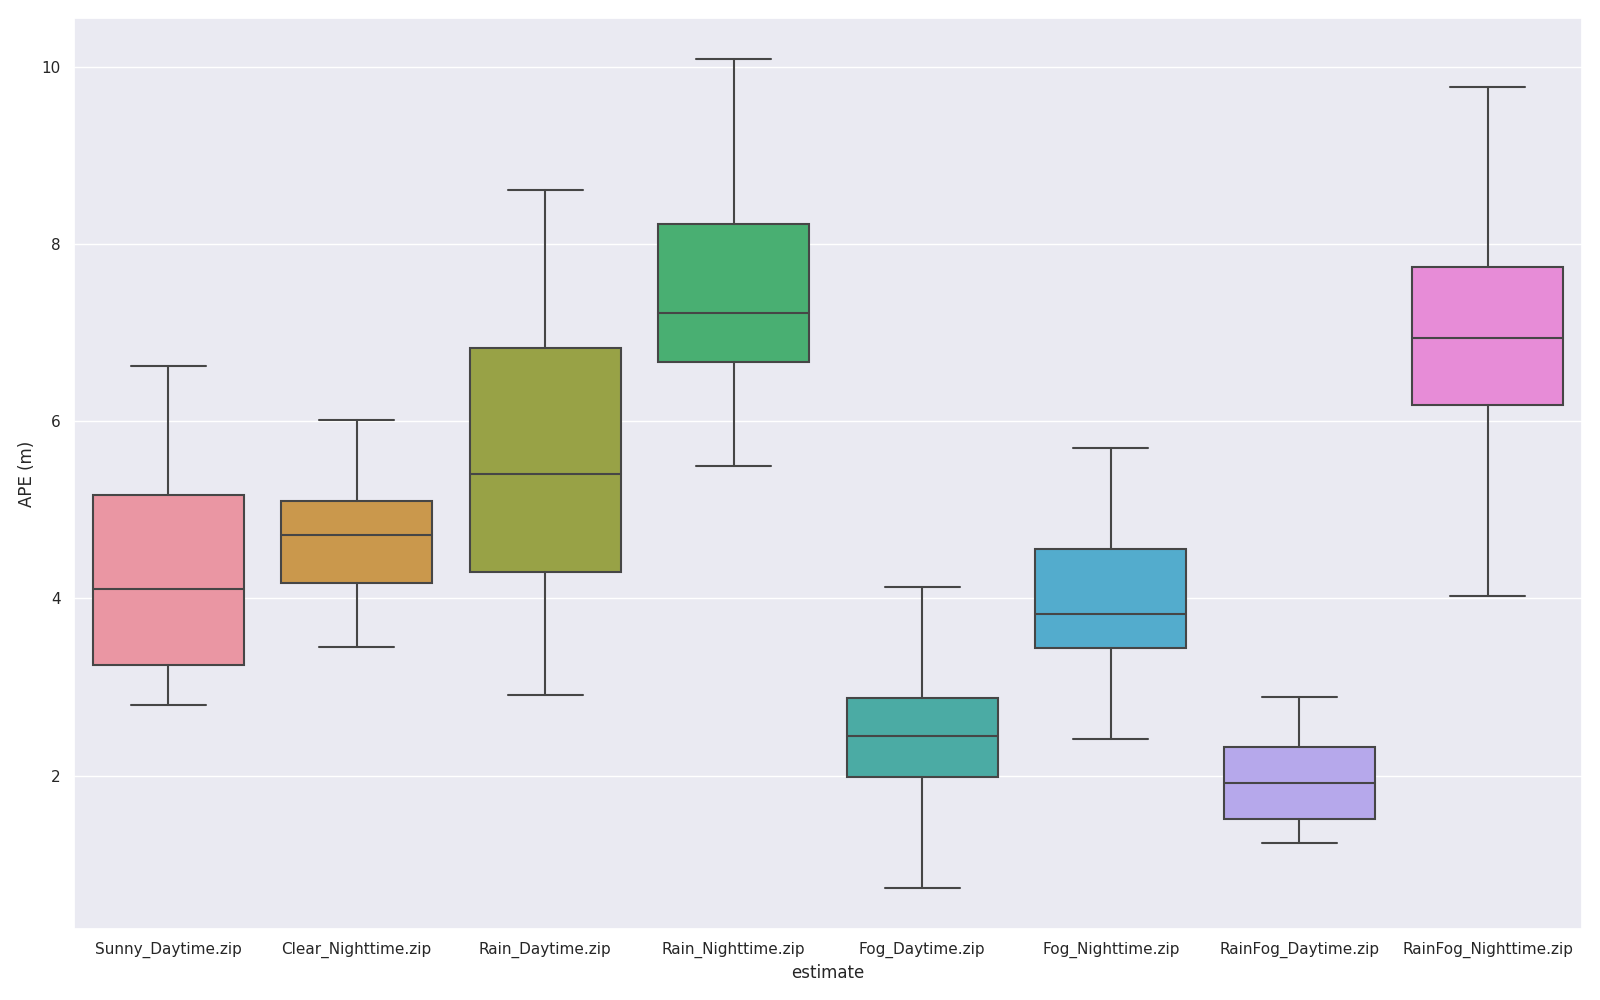 10
8
6
4
2
APE (m)
Sunny_Daytime.zip
Clear_Nighttime.zip
Rain_Daytime.zip
Rain_Nighttime.zip
Fog_Daytime.zip
Fog_Nighttime.zip
RainFog_Daytime.zip
RainFog_Nighttime.zip
estimate